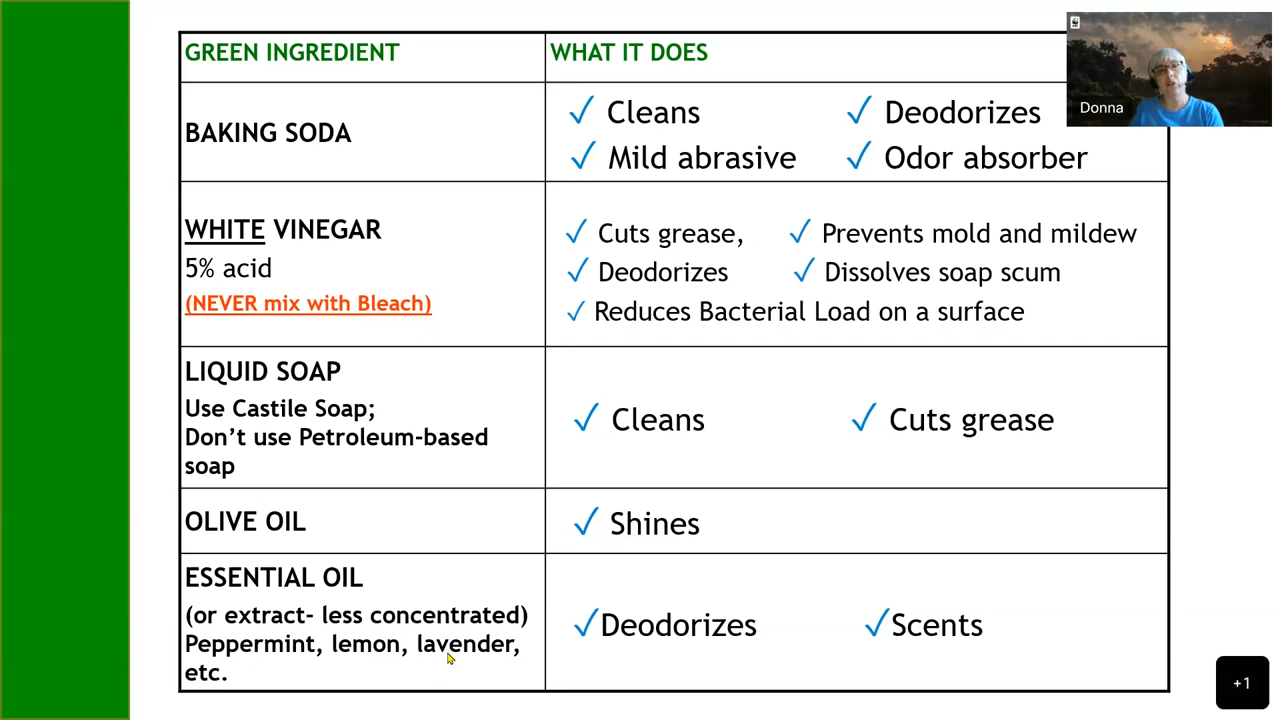 GREEN INGREDIENT
WHAT IT DOES
BAKING SODA
✓ Cleans ✓ Deodorizes
✓ Mild abrasive ✓ Odor absorber
WHITE VINEGAR
5% acid
(NEVER mix with Bleach)
✓ Cuts grease, ✓ Prevents mold and mildew
✓ Deodorizes ✓ Dissolves soap scum
✓ Reduces Bacterial Load on a surface
LIQUID SOAP
Use Castile Soap;
Don't use Petroleum-based
soap
✓ Cleans ✓ Cuts grease
OLIVE OIL
✓ Shines
ESSENTIAL OIL
(or extract- less concentrated)
Peppermint, lemon, lavender,
etc.
✓Deodorizes ✓Scents
Donna
+1